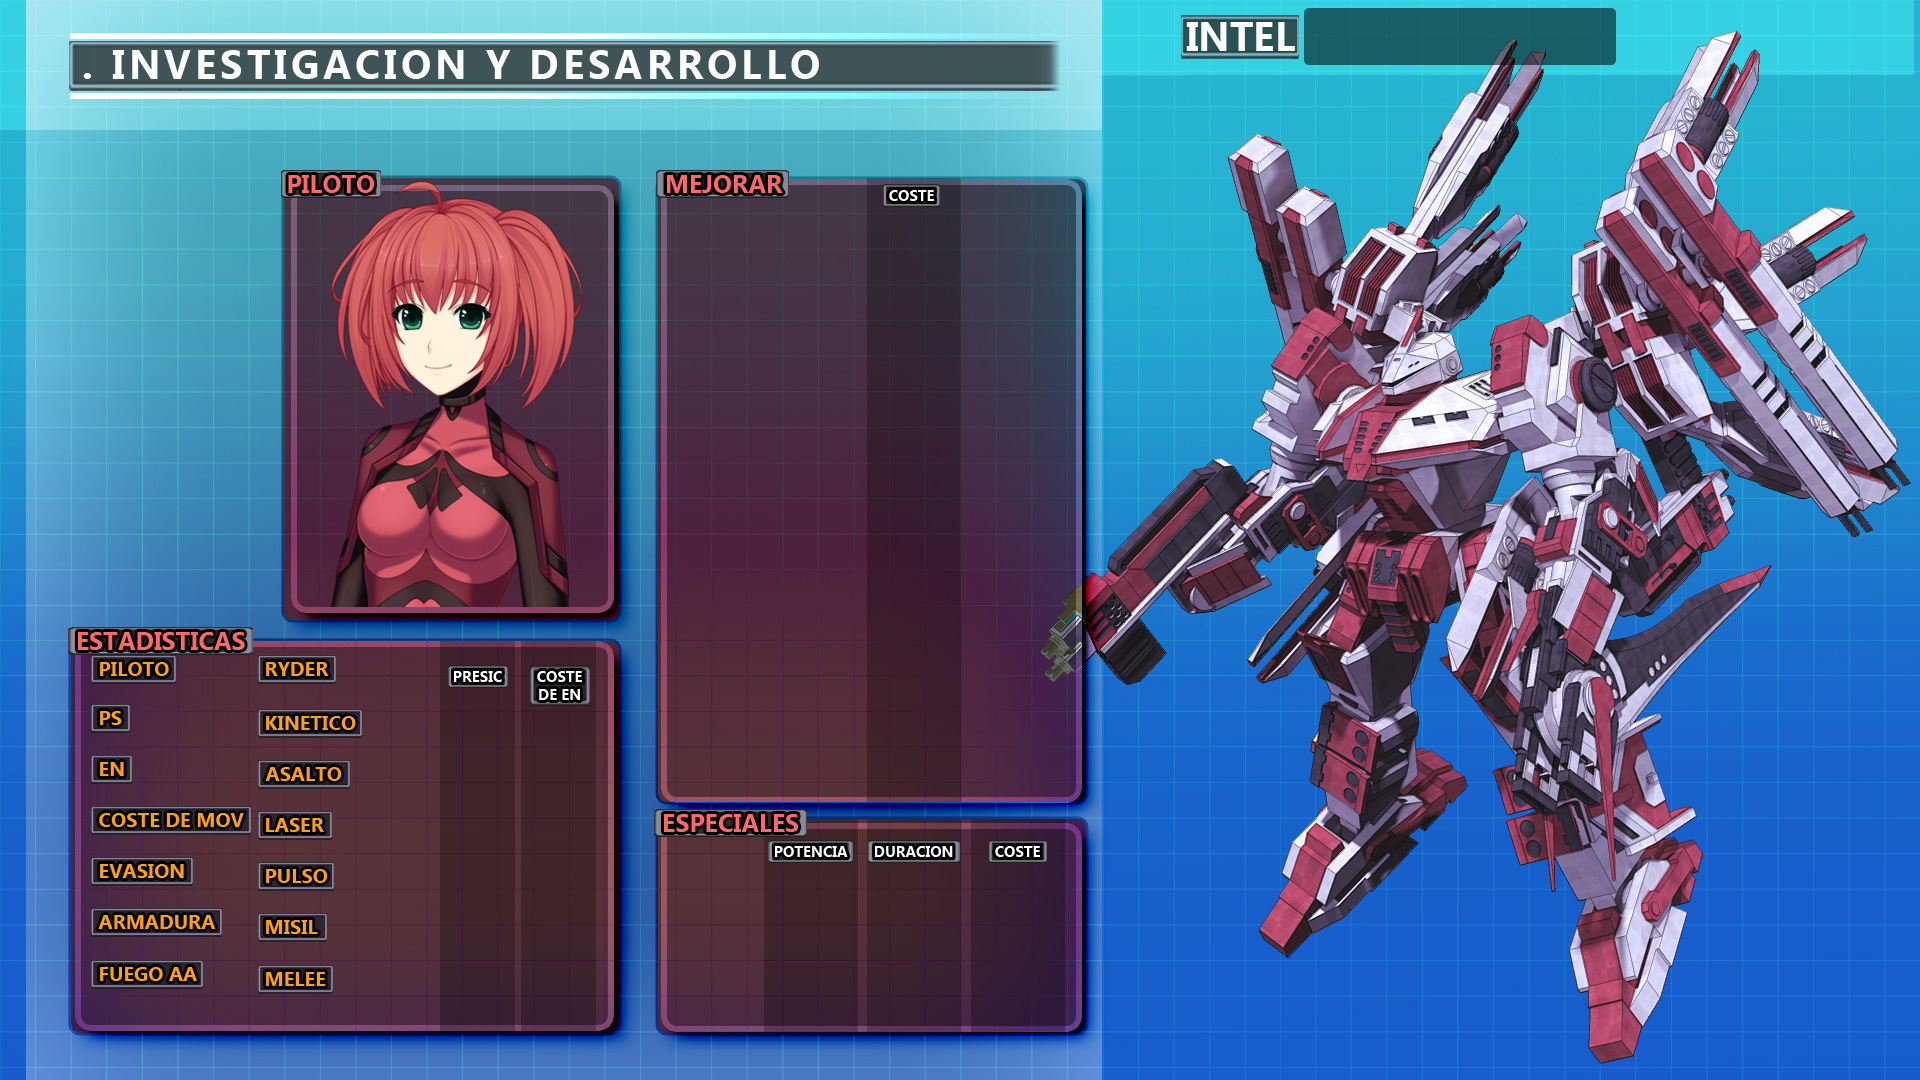 . INVESTIGACION Y DESARROLLO
INTEL
PILOTO
MEJORAR
COSTE
ESTADISTICAS
PILOTO
PS
EN
COSTE DE MOV
EVASION
ARMADURA
FUEGO AA
RYDER
KINETICO
ASALTO
LASER
PULSO
MISIL
MELEE
PRESIC
COSTE
DE EN
ESPECIALES
POTENCIA
DURACION
COSTE